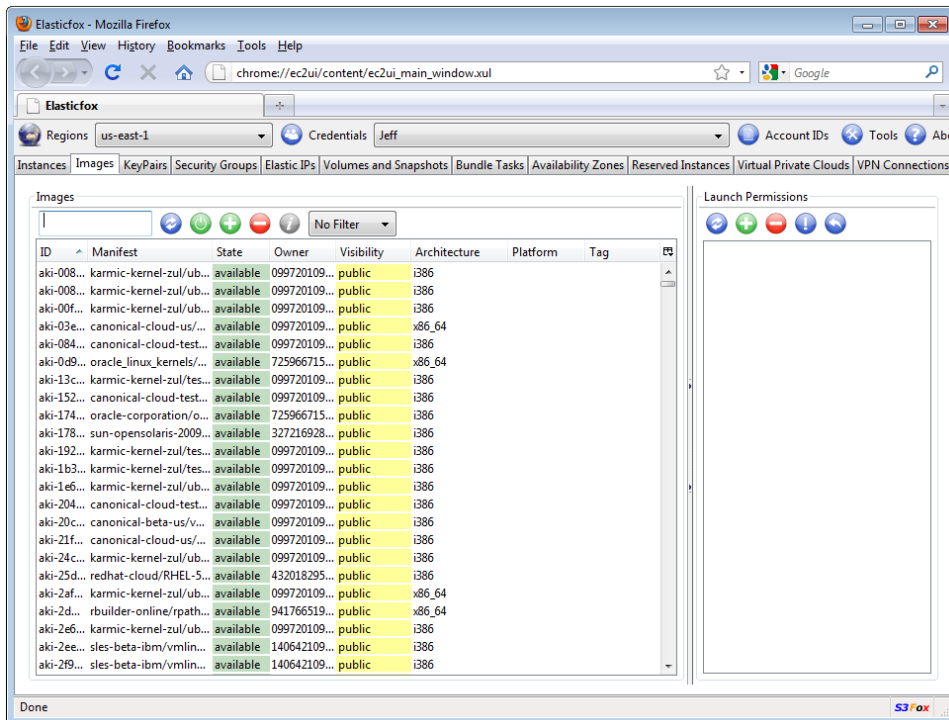 Elasticfox - Mozilla Firefox
File Edit View History Bookmarks Tools Help
chrome://ec2ui/content/ec2ui_main_window.xul Google
Elasticfox
Regions us-east-1 Credentials Jeff Account IDs Tools Ab
Instances Images KeyPairs Security Groups Elastic IPs Volumes and Snapshots Bundle Tasks Availability Zones Reserved Instances Virtual Private Clouds VPN Connections
Images Launch Permissions
No Filter
ID Manifest State Owner Visibility Architecture Platform Tag
aki-008... karmic-kernel-zul/ub... available 099720109... public i386
aki-008... karmic-kernel-zul/ub... available 099720109... public i386
aki-00f... karmic-kernel-zul/ub... available 099720109... public i386
aki-03e... canonical-cloud-us/... available 099720109... public x86_64
aki-084... canonical-cloud-test... available 099720109... public i386
aki-0d9... oracle_linux_kernels/... available 725966715... public x86_64
aki-13c... karmic-kernel-zul/tes... available 099720109... public i386
aki-152... canonical-cloud-test... available 099720109... public i386
aki-174... oracle-corporation/o... available 725966715... public i386
aki-178... sun-opensolaris-2009... available 327216928... public i386
aki-192... karmic-kernel-zul/tes... available 099720109... public i386
aki-1b3... karmic-kernel-zul/tes... available 099720109... public i386
aki-1e6... karmic-kernel-zul/ub... available 099720109... public i386
aki-204... canonical-cloud-test... available 099720109... public i386
aki-20c... canonical-beta-us/v... available 099720109... public i386
aki-21f... canonical-cloud-us/... available 099720109... public i386
aki-24c... karmic-kernel-zul/ub... available 099720109... public i386
aki-25d... redhat-cloud/RHEL-5... available 432018295... public i386
aki-2af... karmic-kernel-zul/ub... available 099720109... public x86_64
aki-2d... rbuilder-online/rpath... available 941766519... public x86_64
aki-2e6... karmic-kernel-zul/ub... available 099720109... public i386
aki-2ee... sles-beta-ibm/vmlin... available 140642109... public i386
aki-2f9... sles-beta-ibm/vmlin... available 140642109... public i386
Done S3Fox